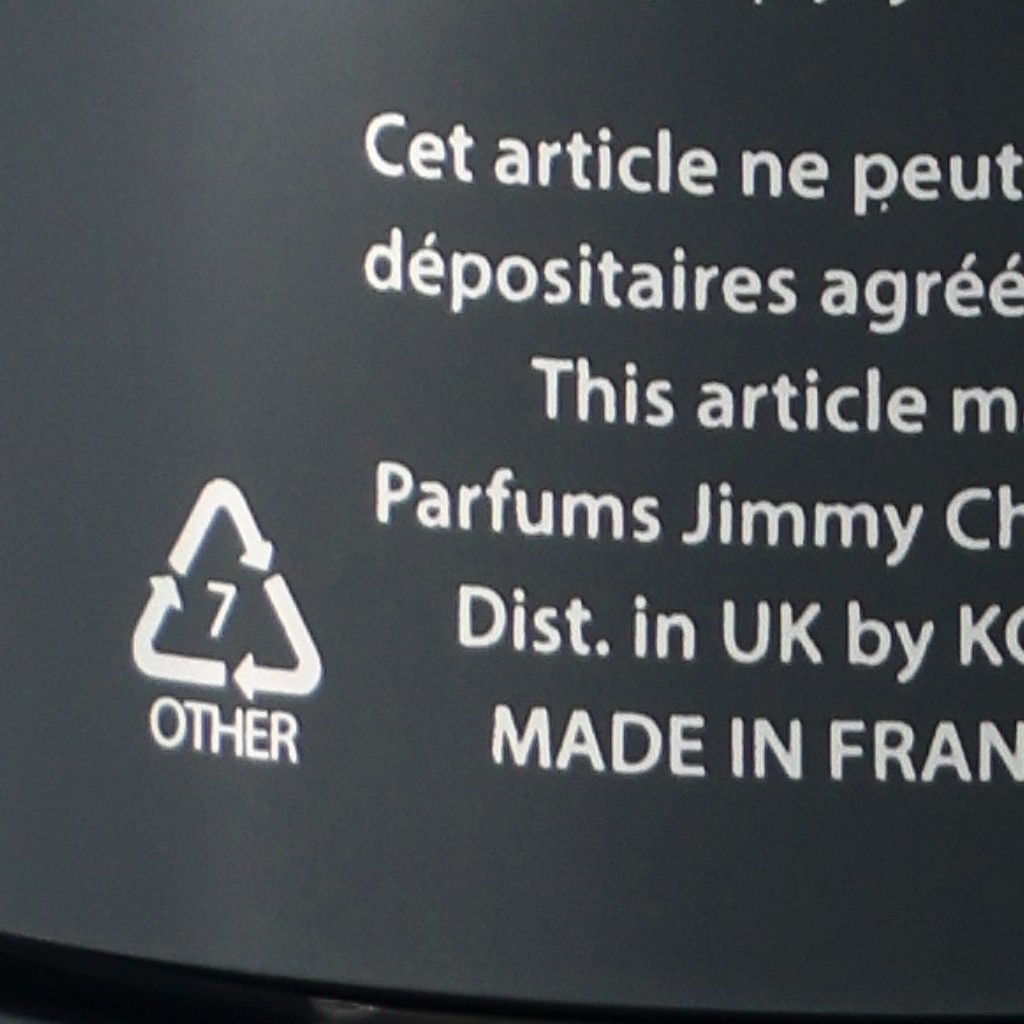 Cet article ne peut
dépositaires agréé
This article m
Parfums Jimmy Ch
7
OTHER
Dist. in UK by KO
MADE IN FRAN